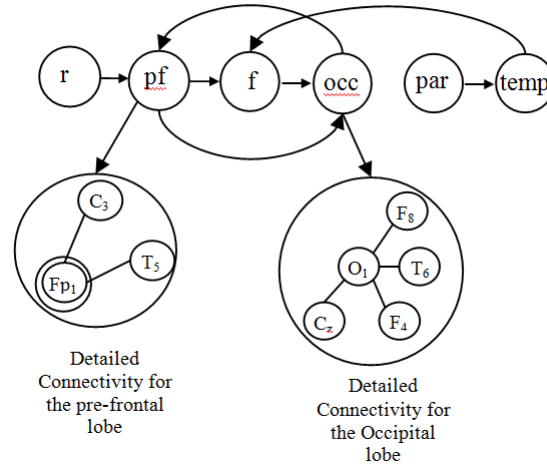 r
pf
f
occ
par
temp
C3
T5
Fp1
F8
O1
T6
Cz
F4
Detailed
Connectivity for
the pre-frontal
lobe
Detailed
Connectivity for
the Occipital
lobe